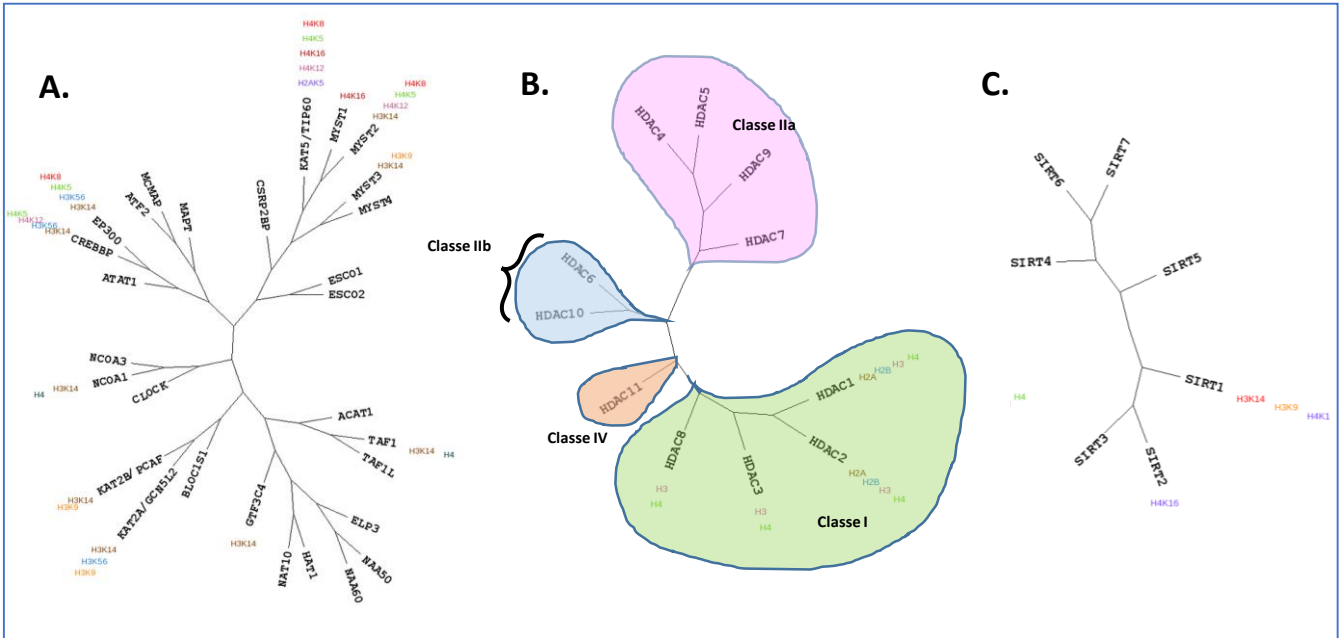 A.
H4K8
H4K5
H4K16
H4K12
H2AK5
KAT5/TIP60
H4K16
MYST1
H4K8
H4K5
H4K12
H3K14
MYST2
H3K9
H3K14
MYST3
MYST4
CSRP2BP
ESCO1
ESCO2
MCMAP
ATF2
MAPT
H4K8
H4K5
H3K56
H3K14
EP300
H4K5
H4K12
H3K56
H3K14
CREBBP
ATAT1
NCOA3
NCOA1
H3K14
H4
CLOCK
ACAT1
TAF1
H3K14
H4
TAF1L
KAT2B/PCAF
H3K14
H3K9
KAT2A/GCN5L2
H3K14
H3K56
H3K9
BLOC1S1
GTF3C4
H3K14
ELP3
NAA50
NAA60
HAT1
NAT10
B.
HDAC4
HDAC5
Classe IIa
HDAC9
HDAC7
Classe IIb
HDAC6
HDAC10
HDAC11
Classe IV
HDAC1
H2A
H2B
H3
H4
HDAC2
H2A
H2B
H3
H4
HDAC8
H3
H4
HDAC3
H3
H4
Classe I
C.
SIRT6
SIRT7
SIRT4
SIRT5
SIRT1
H3K14
H3K9
H4K1
H4
SIRT3
SIRT2
H4K16